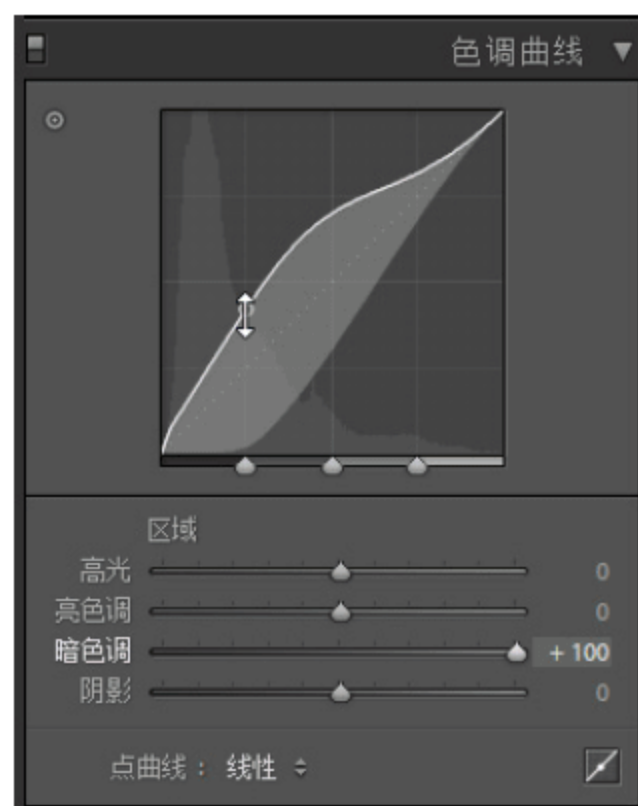 色调曲线
区域
高光 0
亮色调 0
暗色调 + 100
阴影 0
点曲线： 线性